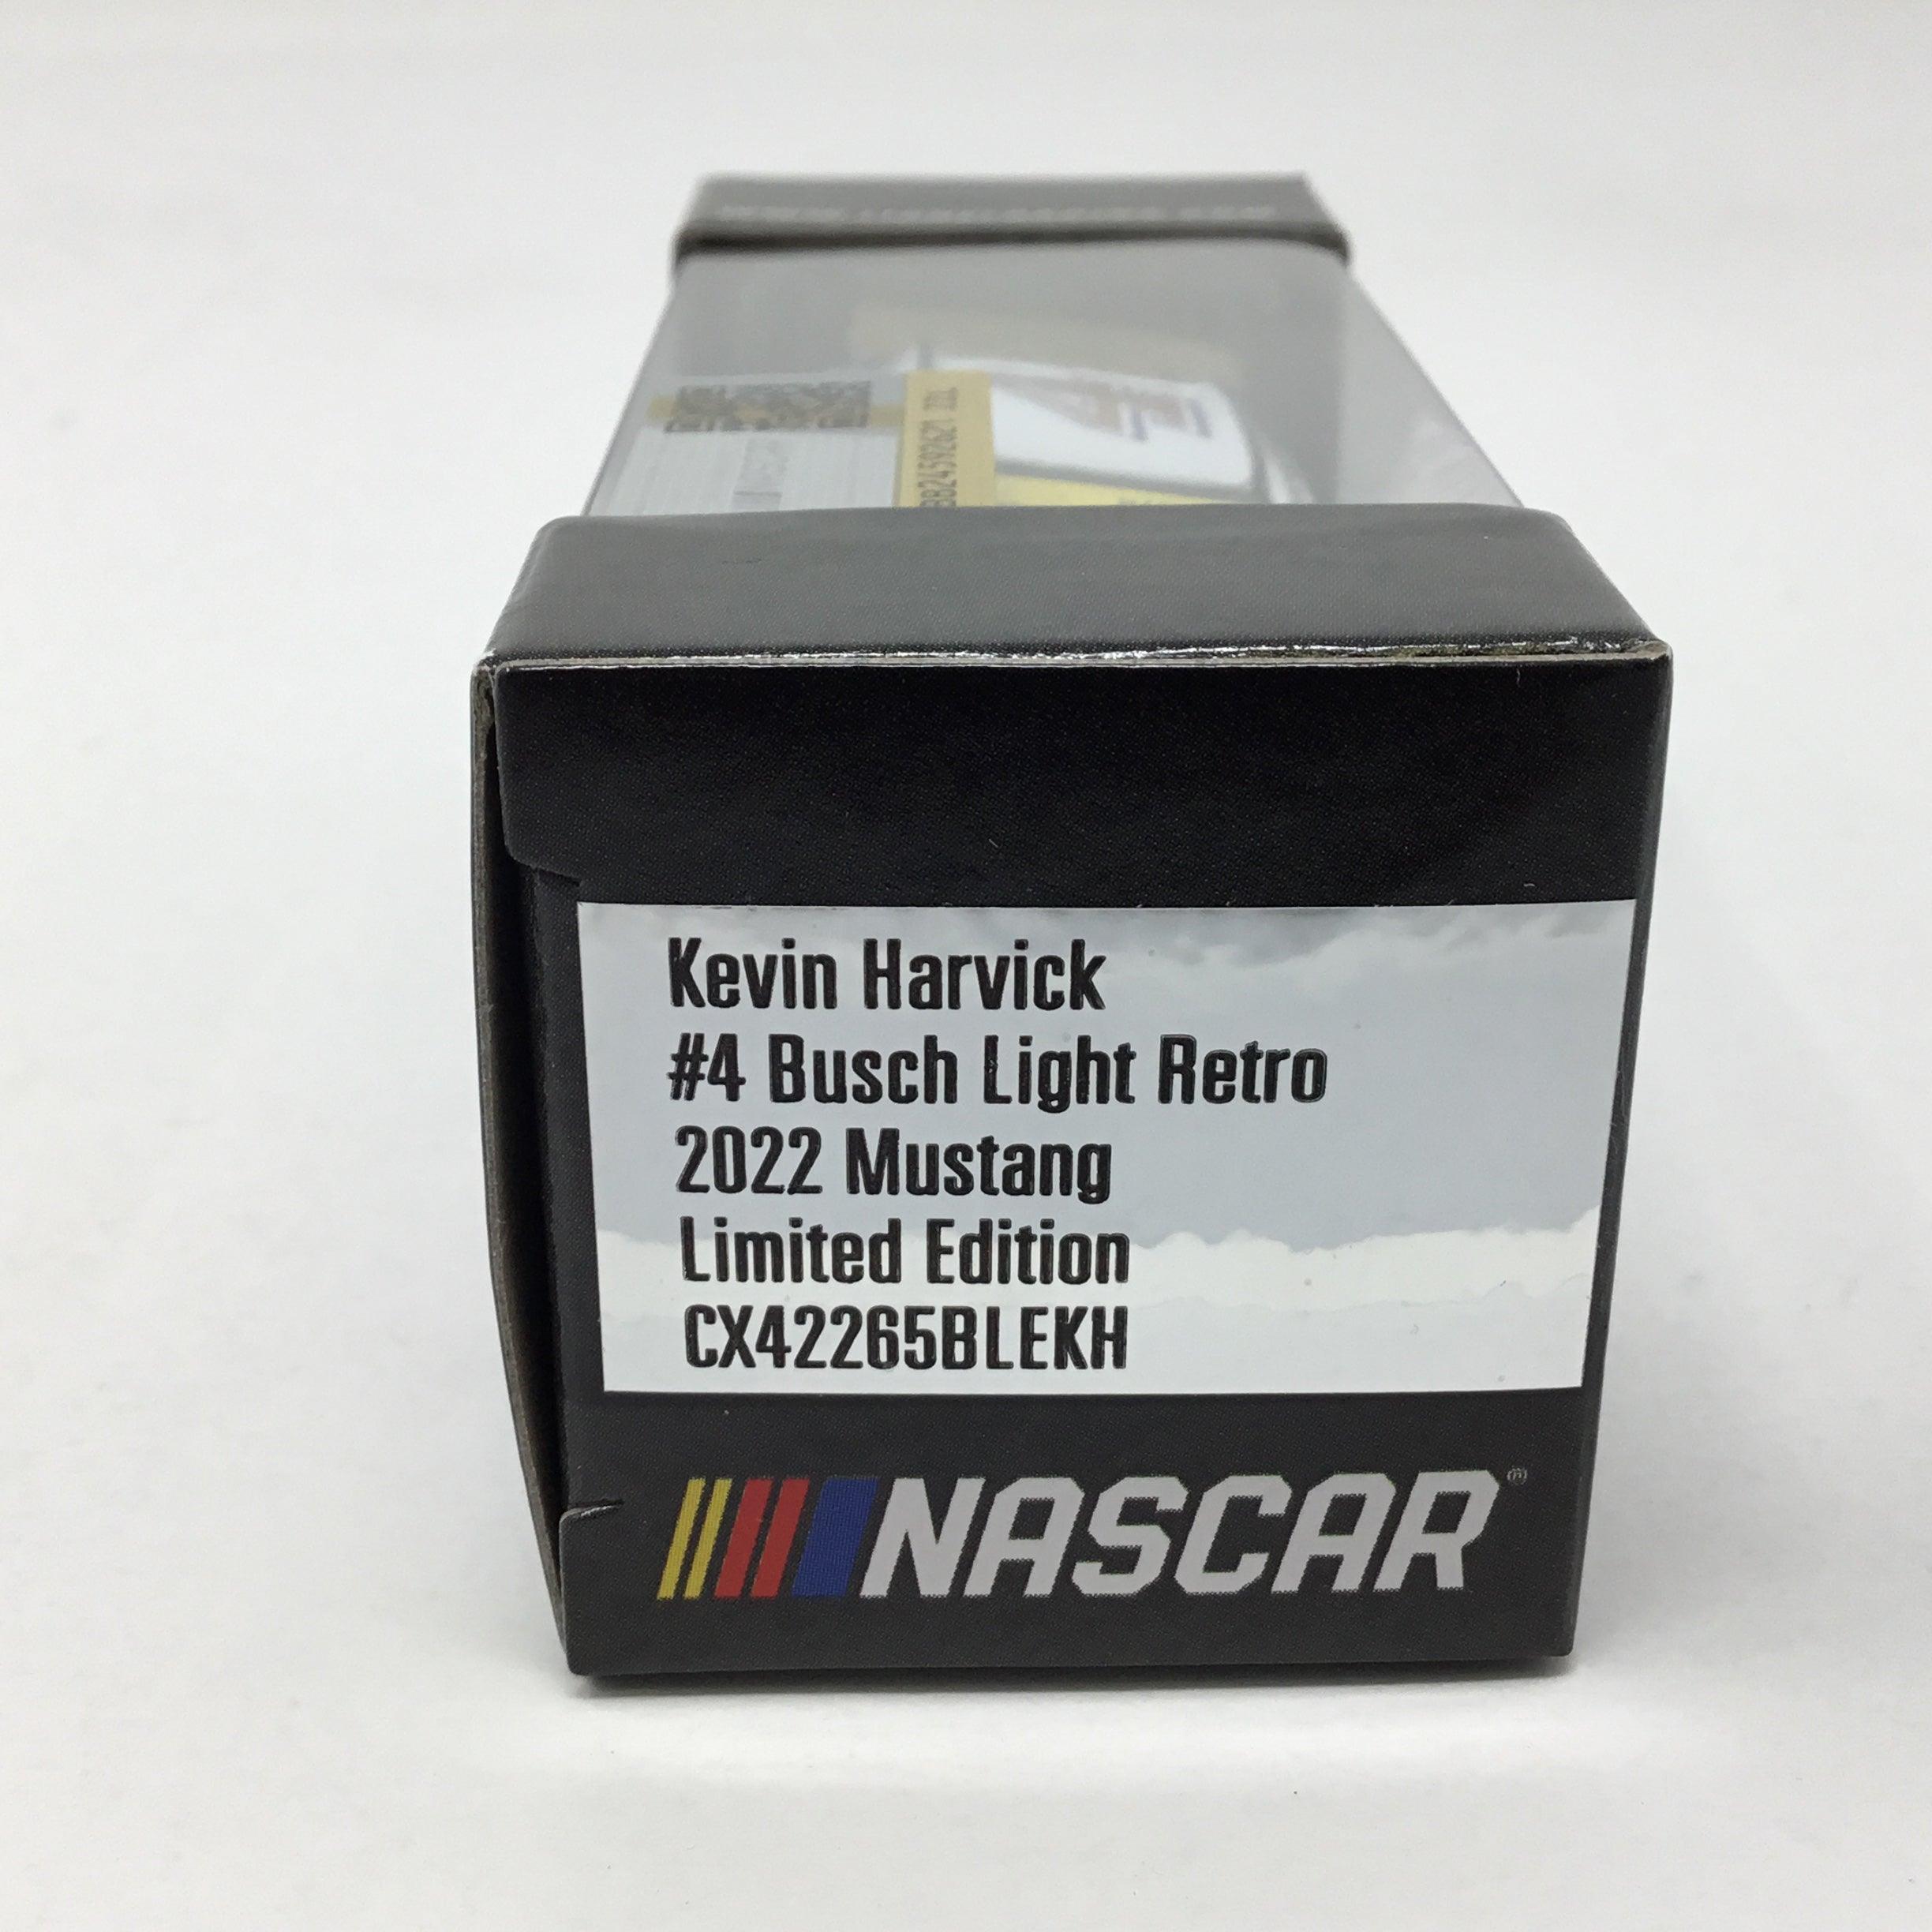 Kevin Harvick
#4 Busch Light Retro
2022 Mustang
Limited Edition
CX42265BLEKH
NASCAR®